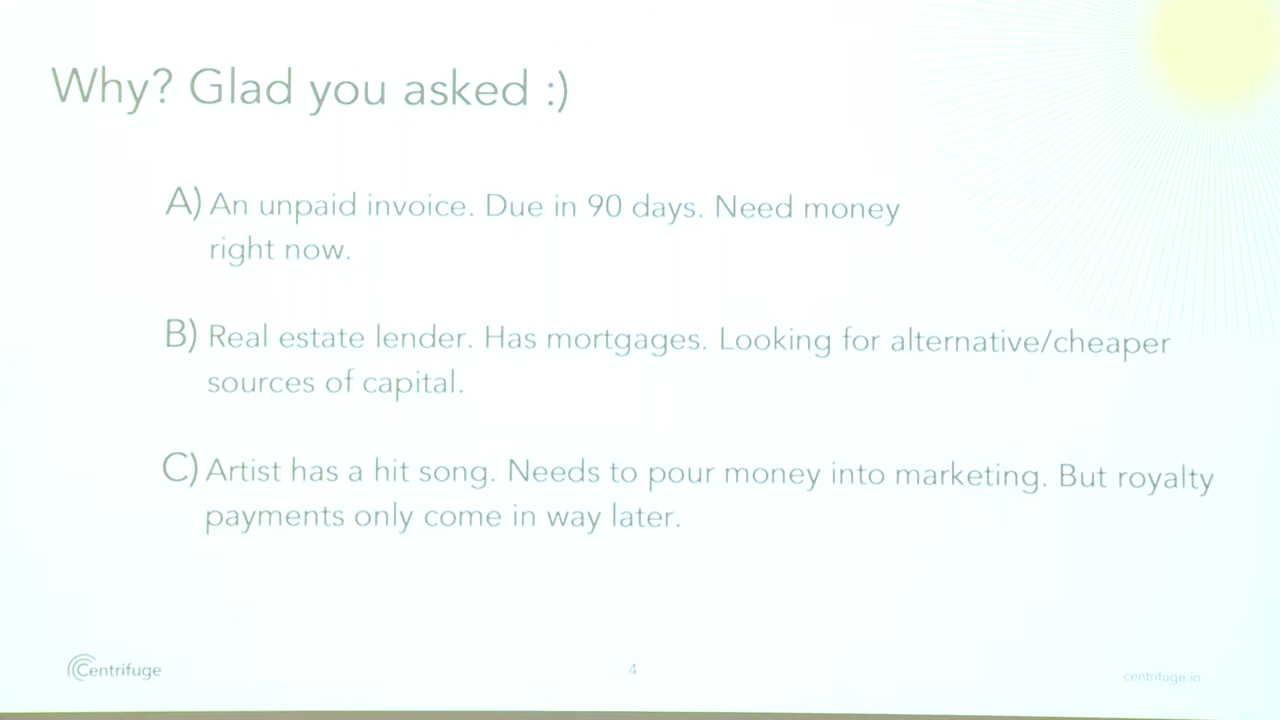 Why? Glad you asked :)
A) An unpaid invoice. Due in 90 days. Need money
right now.
B) Real estate lender. Has mortgages. Looking for alternative/cheaper
sources of capital.
C) Artist has a hit song. Needs to pour money into marketing. But royalty
payments only come in way later.
Centrifuge
4
centrifuge.io